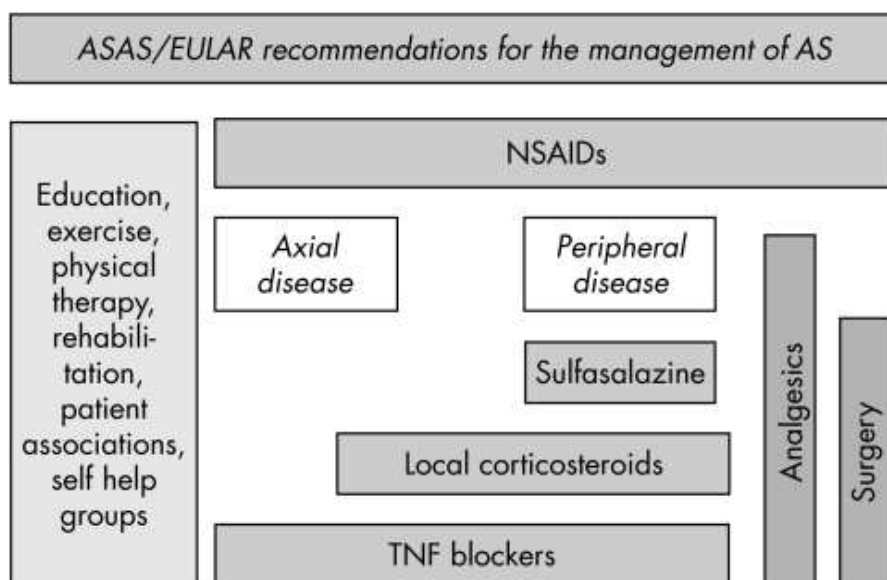 ASAS/EULAR recommendations for the management of AS
NSAIDs
Education,
exercise,
physical
therapy,
rehabili-
tation,
patient
associations,
self help
groups
Axial
disease
Peripheral
disease
Sulfasalazine
Local corticosteroids
TNF blockers
Analgesics
Surgery